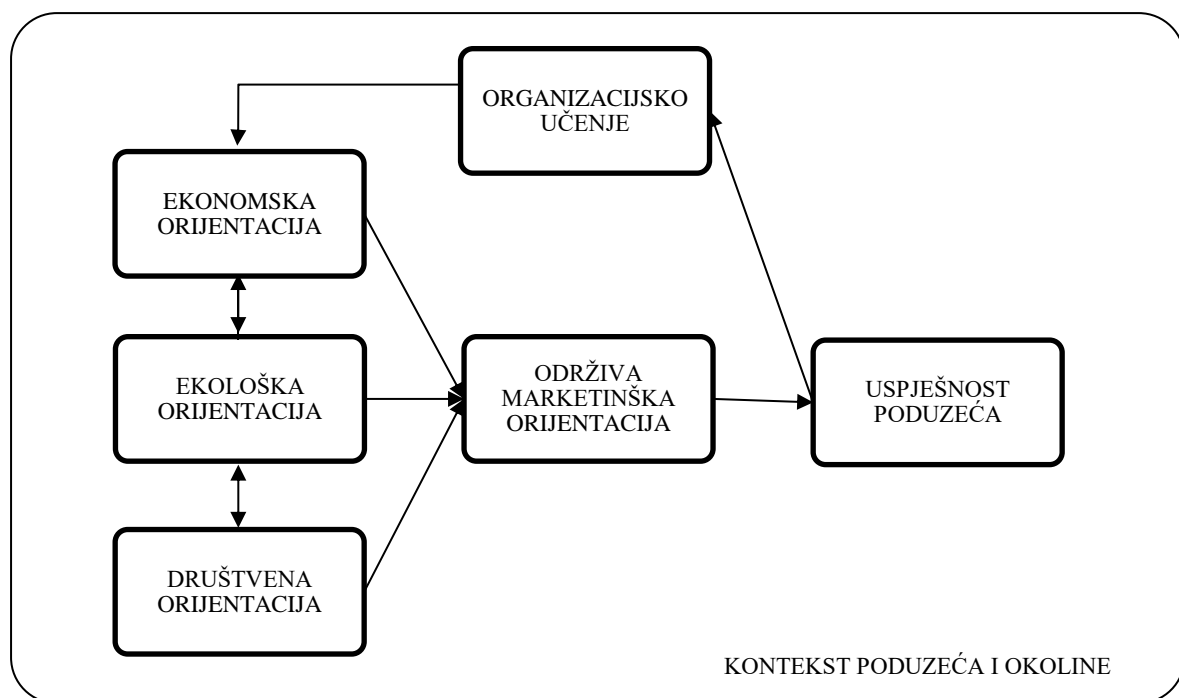 ORGANIZACIJSKO
UČENJE
EKONOMSKA
ORIJENTACIJA
EKOLOŠKA
ORIJENTACIJA
ODRŽIVA
MARKETINŠKA
ORIJENTACIJA
USPJEŠNOST
PODUZEĆA
DRUŠTVENA
ORIJENTACIJA
KONTEKST PODUZEĆA I OKOLINE